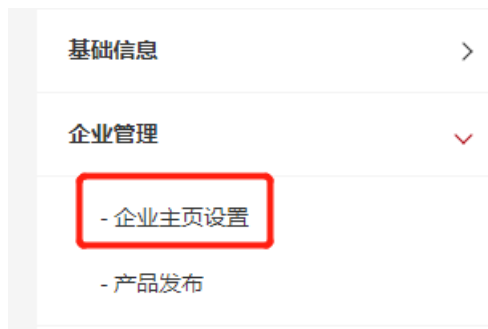 基础信息
企业管理
- 企业主页设置
- 产品发布